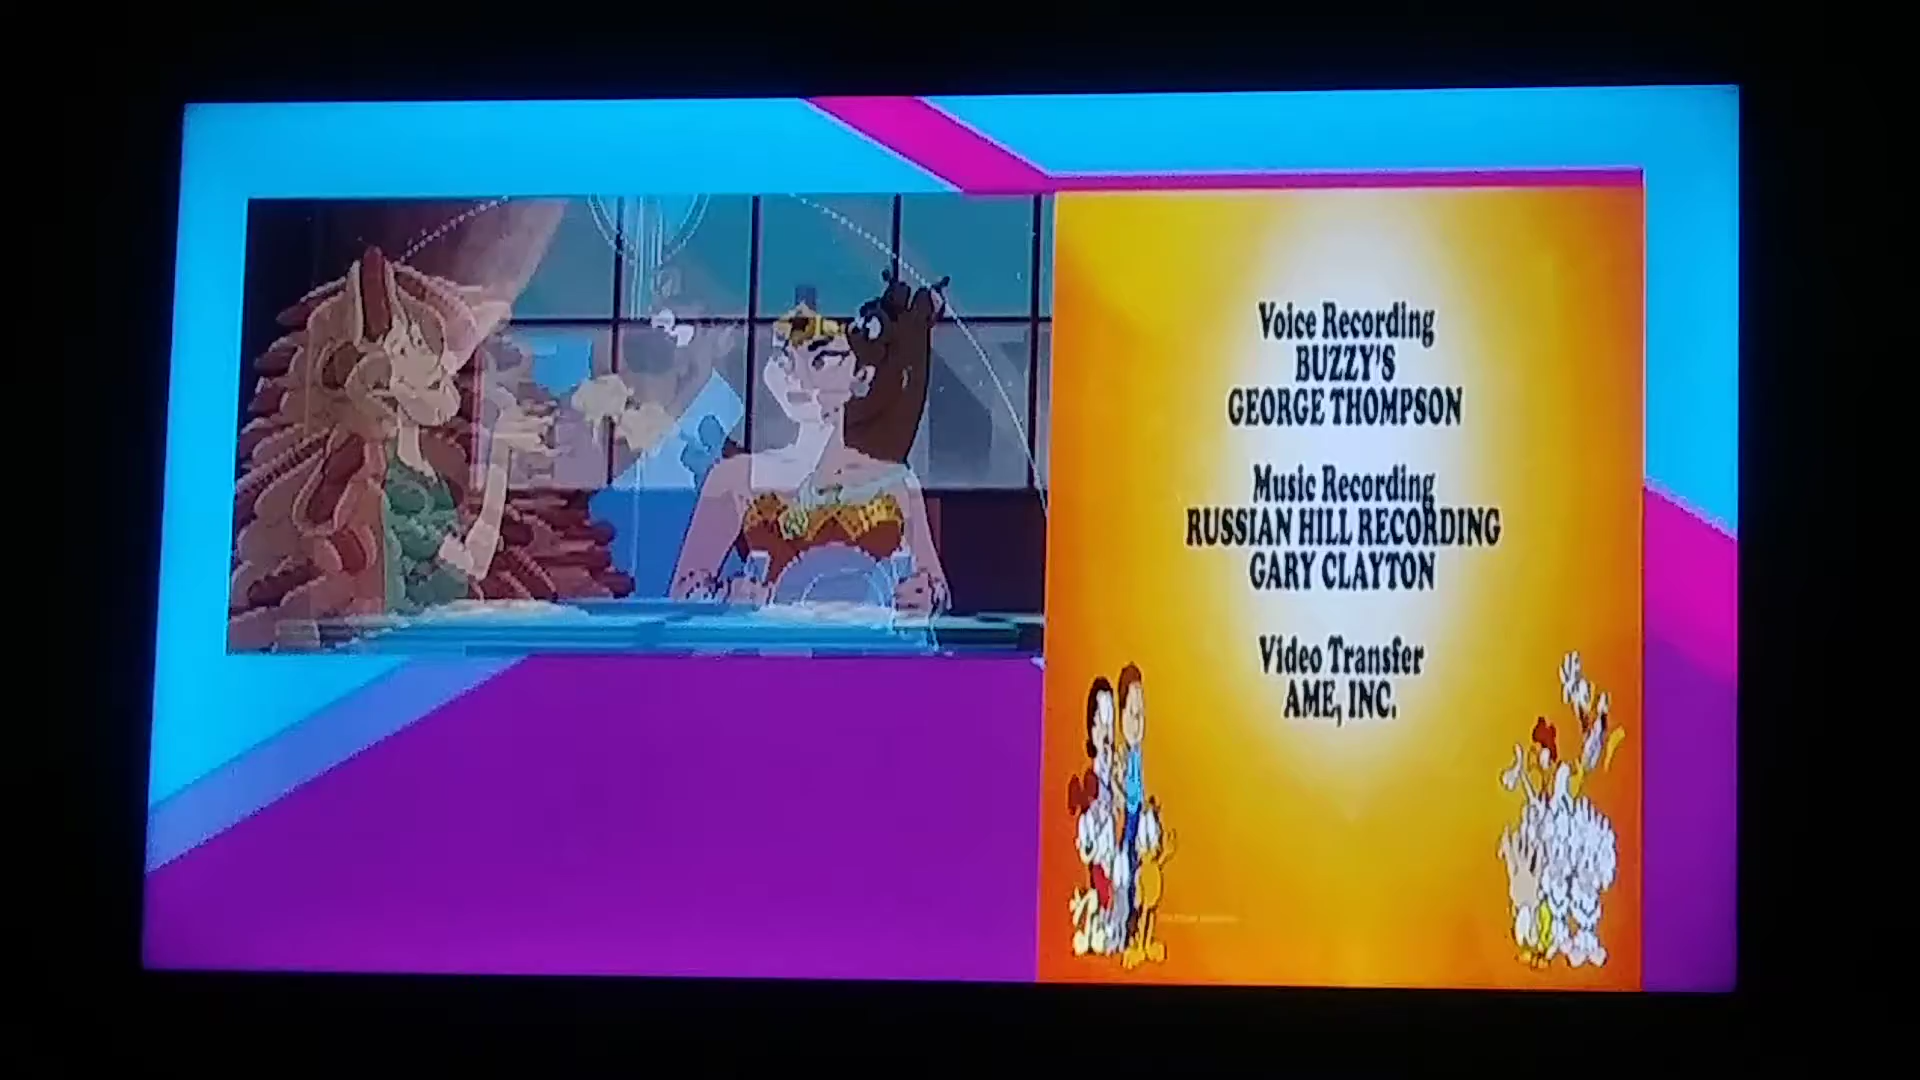 Voice Recording
BUZZY'S
GEORGE THOMPSON
Music Recording
RUSSIAN HILL RECORDING
GARY CLAYTON
Video Transfer
AME, INC.